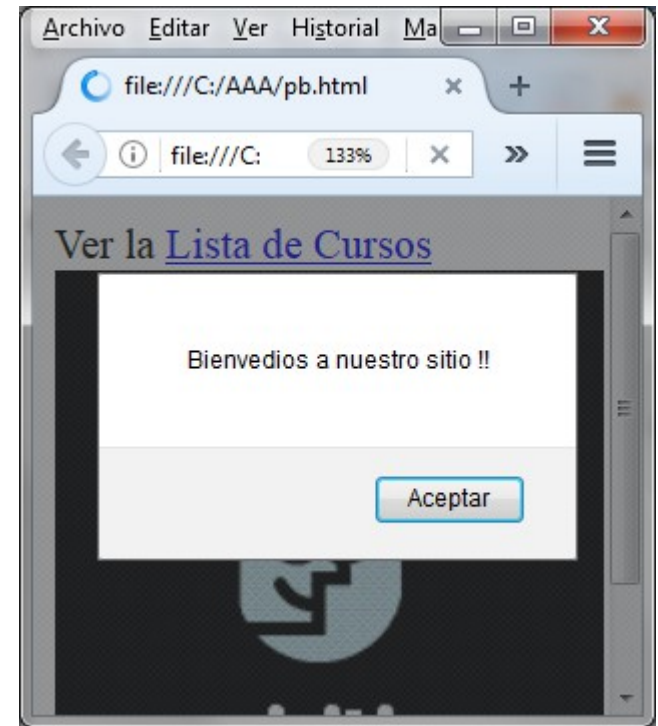 Archivo Editar Ver Historial Ma
file:///C:/AAA/pb.html
file:///C: 133%
Ver la Lista de Cursos
Bienvedios a nuestro sitio !!
Aceptar